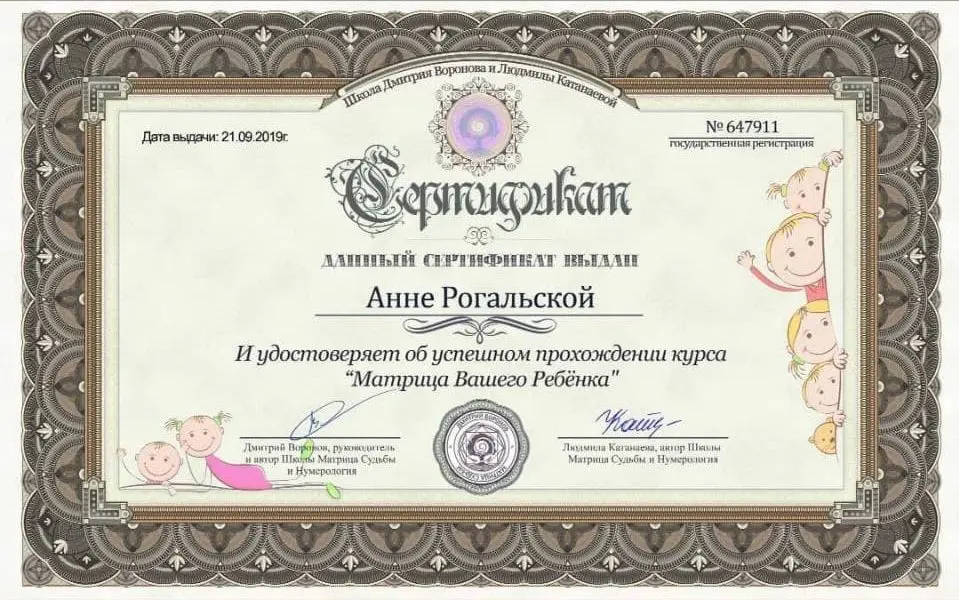 Школа Дмитрия Воронова и Людмилы Катанаевой
Дата выдачи: 21.09.2019г.
№ 647911
государственная регистрация
Сертификат
ДАННЫЙ СЕРТИФИКАТ ВЫДАН
Анне Рогальской
И удостоверяет об успешном прохождении курса
“Матрица Вашего Ребёнка"
Дмитрий Воронов, руководитель
и автор Школы Матрица Судьбы
и Нумерология
ДМИТРИЙ ВОРОНОВ
Людмила Катанаева, автор Школы
Матрица Судьбы и Нумерология